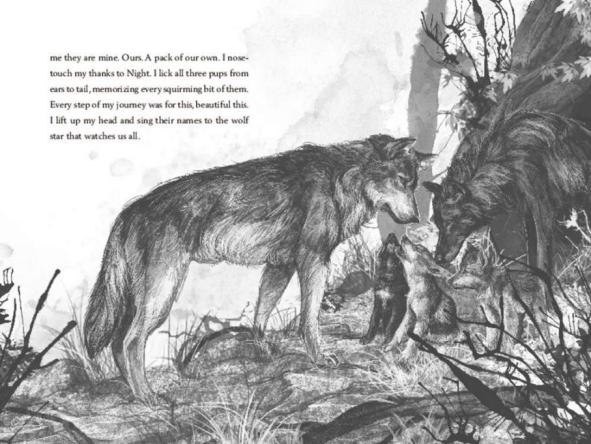 me they are mine. Ours. A pack of our own. I nose-
touch my thanks to Night. I lick all three pups from
ears to tail, memorizing every squirming bit of them.
Every step of my journey was for this, beautiful this.
I lift up my head and sing their names to the wolf
star that watches us all.